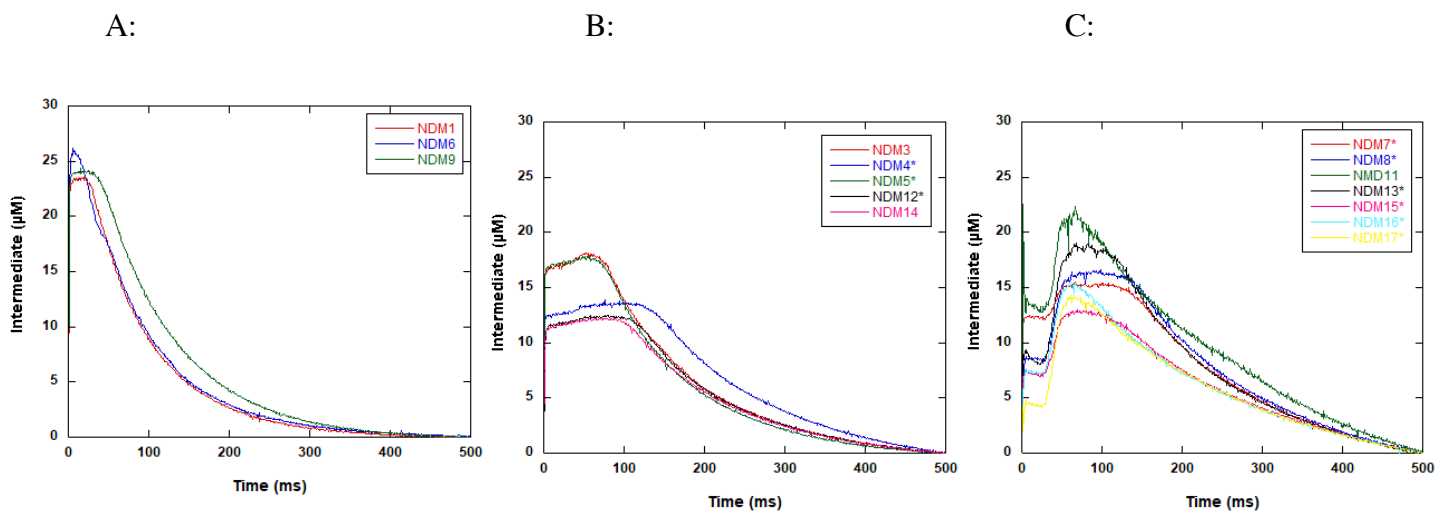 A:
B:
C:
30
25
20
15
10
5
0
Intermediate (µM)
NDM1
NDM6
NDM9
0 100 200 300 400 500
Time (ms)
30
25
20
15
10
5
0
Intermediate (µM)
NDM3
NDM4*
NDM5*
NDM12*
NDM14
0 100 200 300 400 500
Time (ms)
30
25
20
15
10
5
0
Intermediate (µM)
NDM7*
NDM8*
NMD11
NDM13*
NDM15*
NDM16*
NDM17*
0 100 200 300 400 500
Time (ms)